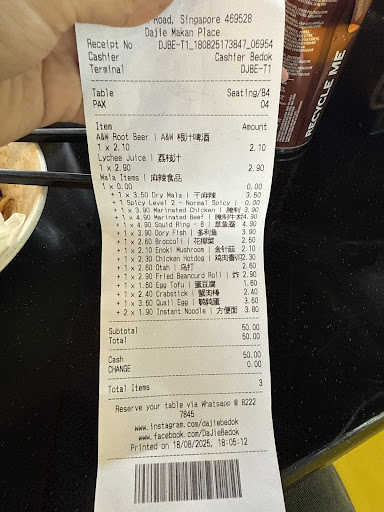 Road, Singapore 469528
Dajie Makan Place
Receipt No DJBE-T1_180825173847_06954
Cashier Cashier Bedok
Terminal DJBE-T1
Table Seating/B4
PAX 04
Item Amount
A&W Root Beer | A&W 根汁啤酒
1 x 2.10 2.10
Lychee Juice | 荔枝汁
1 x 2.90 2.90
Mala Items | 麻辣食品
1 x 0.00 0.00
+ 1 x 3.50 Dry Mala | 干麻辣 3.50
+ 1 Spicy Level 2 - Normal Spicy | 0.00
+ 1 x 3.90 Marinated Chicken | 腌制 3.90
+ 1 x 4.90 Marinated Beef | 腌制牛 4.90
+ 1 x 4.90 Squid Ring - 8 | 章鱼圈 4.90
+ 1 x 3.90 Dory Fish | 多利鱼 3.90
+ 1 x 2.60 Broccoli | 花椰菜 2.60
+ 1 x 2.10 Enoki Mushroom | 金针菇 2.10
+ 1 x 2.30 Chicken Hotdog | 鸡肉香 2.30
+ 1 x 2.60 Otah | 乌打 2.60
+ 1 x 2.90 Fried Beancurd Roll | 炸 2.90
+ 1 x 1.60 Egg Tofu | 蛋豆腐 1.60
+ 1 x 2.40 Crabstick | 蟹肉棒 2.40
+ 1 x 3.60 Quail Egg | 鹌鹑蛋 3.60
+ 2 x 1.90 Instant Noodle | 方便面 3.80
Subtotal 50.00
Total 50.00
Cash 50.00
CHANGE 0.00
Total Items 3
Reserve your table via Whatsapp @ 8222
7845
www.instagram.com/dajiebedok
www.facebook.com/DaJieBedok
Printed on 18/08/2025, 18:05:12
RECYCLE ME